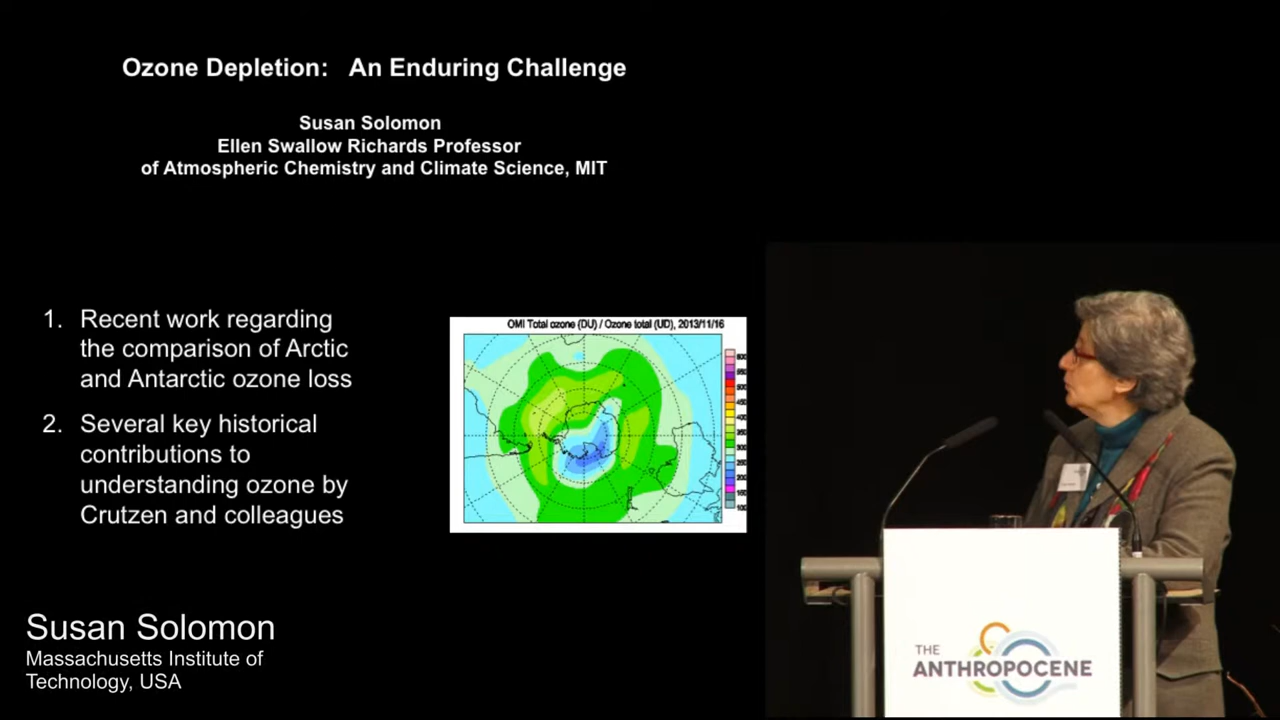 Ozone Depletion: An Enduring Challenge
Susan Solomon
Ellen Swallow Richards Professor
of Atmospheric Chemistry and Climate Science, MIT
1. Recent work regarding
the comparison of Arctic
and Antarctic ozone loss
2. Several key historical
contributions to
understanding ozone by
Crutzen and colleagues
OMI Total ozone (DU) / Ozone total (UD), 2013/11/16
Susan Solomon
Massachusetts Institute of
Technology, USA
THE
ANTHROPOCENE